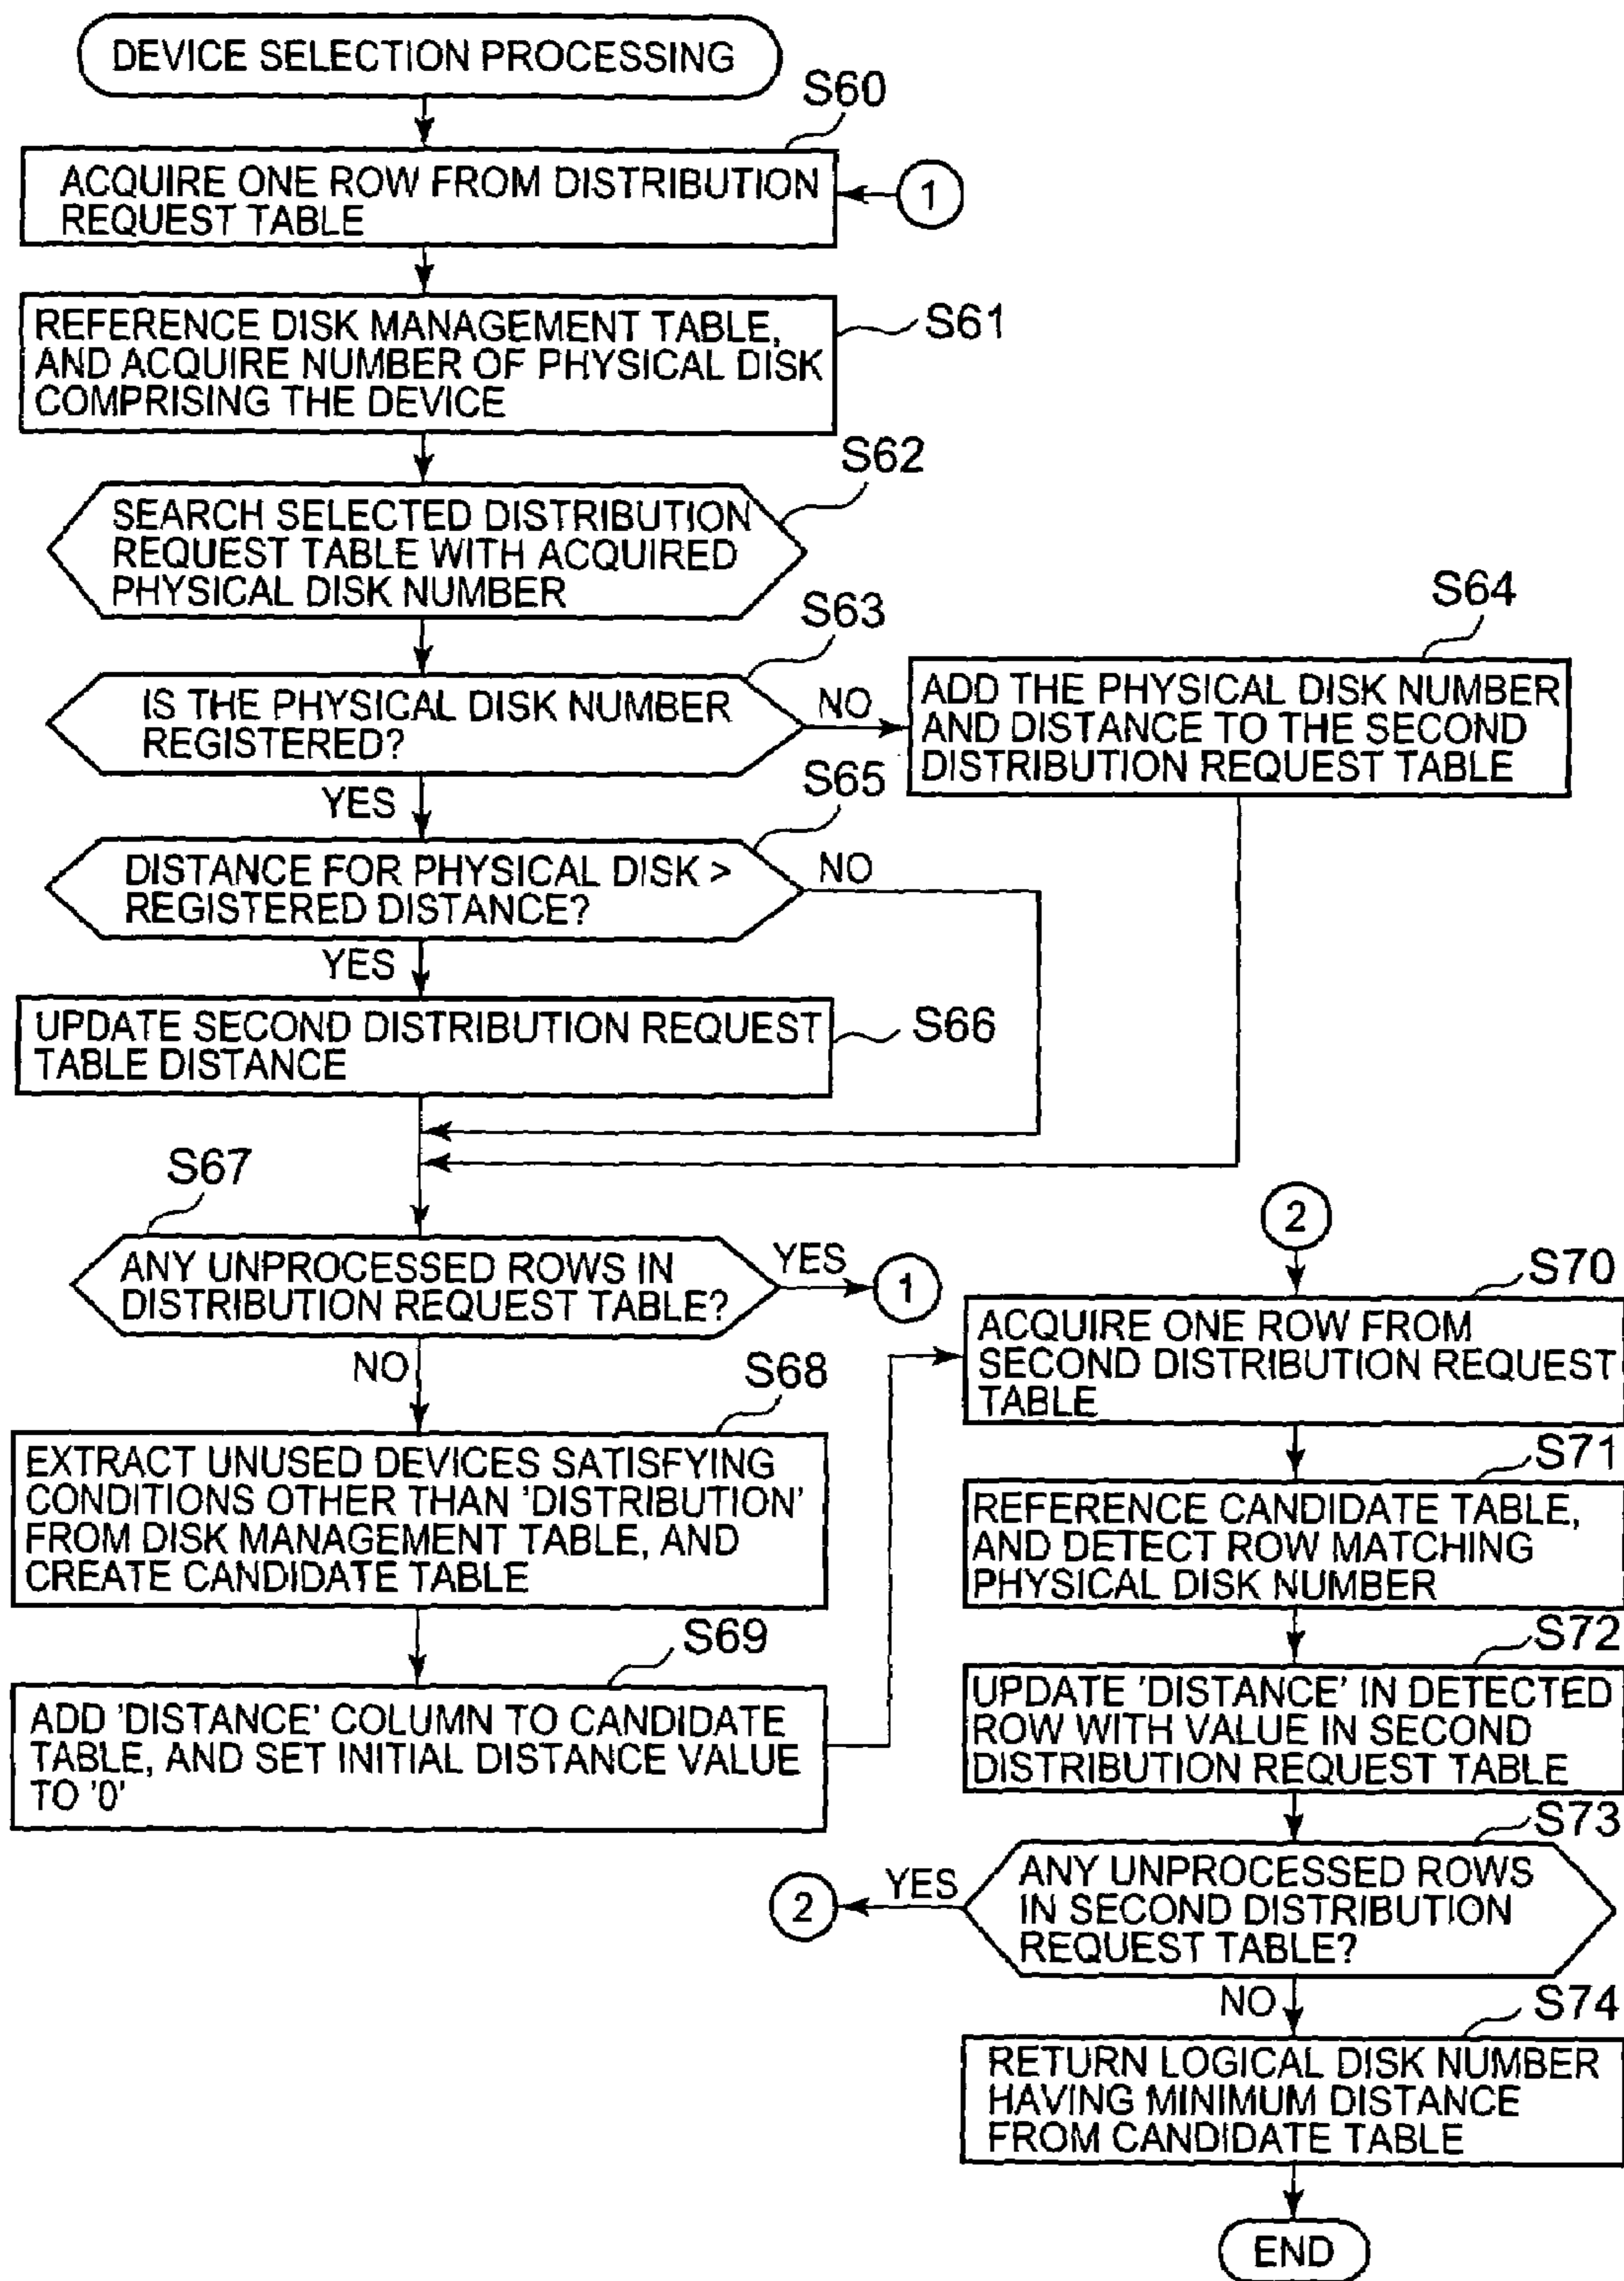 DEVICE SELECTION PROCESSING
S60
ACQUIRE ONE ROW FROM DISTRIBUTION
REQUEST TABLE
1
REFERENCE DISK MANAGEMENT TABLE,
AND ACQUIRE NUMBER OF PHYSICAL DISK
COMPRISING THE DEVICE
S61
S62
SEARCH SELECTED DISTRIBUTION
REQUEST TABLE WITH ACQUIRED
PHYSICAL DISK NUMBER
S63
IS THE PHYSICAL DISK NUMBER
REGISTERED?
NO
YES
S64
ADD THE PHYSICAL DISK NUMBER
AND DISTANCE TO THE SECOND
DISTRIBUTION REQUEST TABLE
S65
DISTANCE FOR PHYSICAL DISK >
REGISTERED DISTANCE?
NO
YES
UPDATE SECOND DISTRIBUTION REQUEST
TABLE DISTANCE
S66
S67
ANY UNPROCESSED ROWS IN
DISTRIBUTION REQUEST TABLE?
YES
1
NO
S68
EXTRACT UNUSED DEVICES SATISFYING
CONDITIONS OTHER THAN 'DISTRIBUTION'
FROM DISK MANAGEMENT TABLE, AND
CREATE CANDIDATE TABLE
S69
ADD 'DISTANCE' COLUMN TO CANDIDATE
TABLE, AND SET INITIAL DISTANCE VALUE
TO '0'
2
S70
ACQUIRE ONE ROW FROM
SECOND DISTRIBUTION REQUEST
TABLE
S71
REFERENCE CANDIDATE TABLE,
AND DETECT ROW MATCHING
PHYSICAL DISK NUMBER
S72
UPDATE 'DISTANCE' IN DETECTED
ROW WITH VALUE IN SECOND
DISTRIBUTION REQUEST TABLE
S73
ANY UNPROCESSED ROWS
IN SECOND DISTRIBUTION
REQUEST TABLE?
YES
2
NO
S74
RETURN LOGICAL DISK NUMBER
HAVING MINIMUM DISTANCE
FROM CANDIDATE TABLE
END